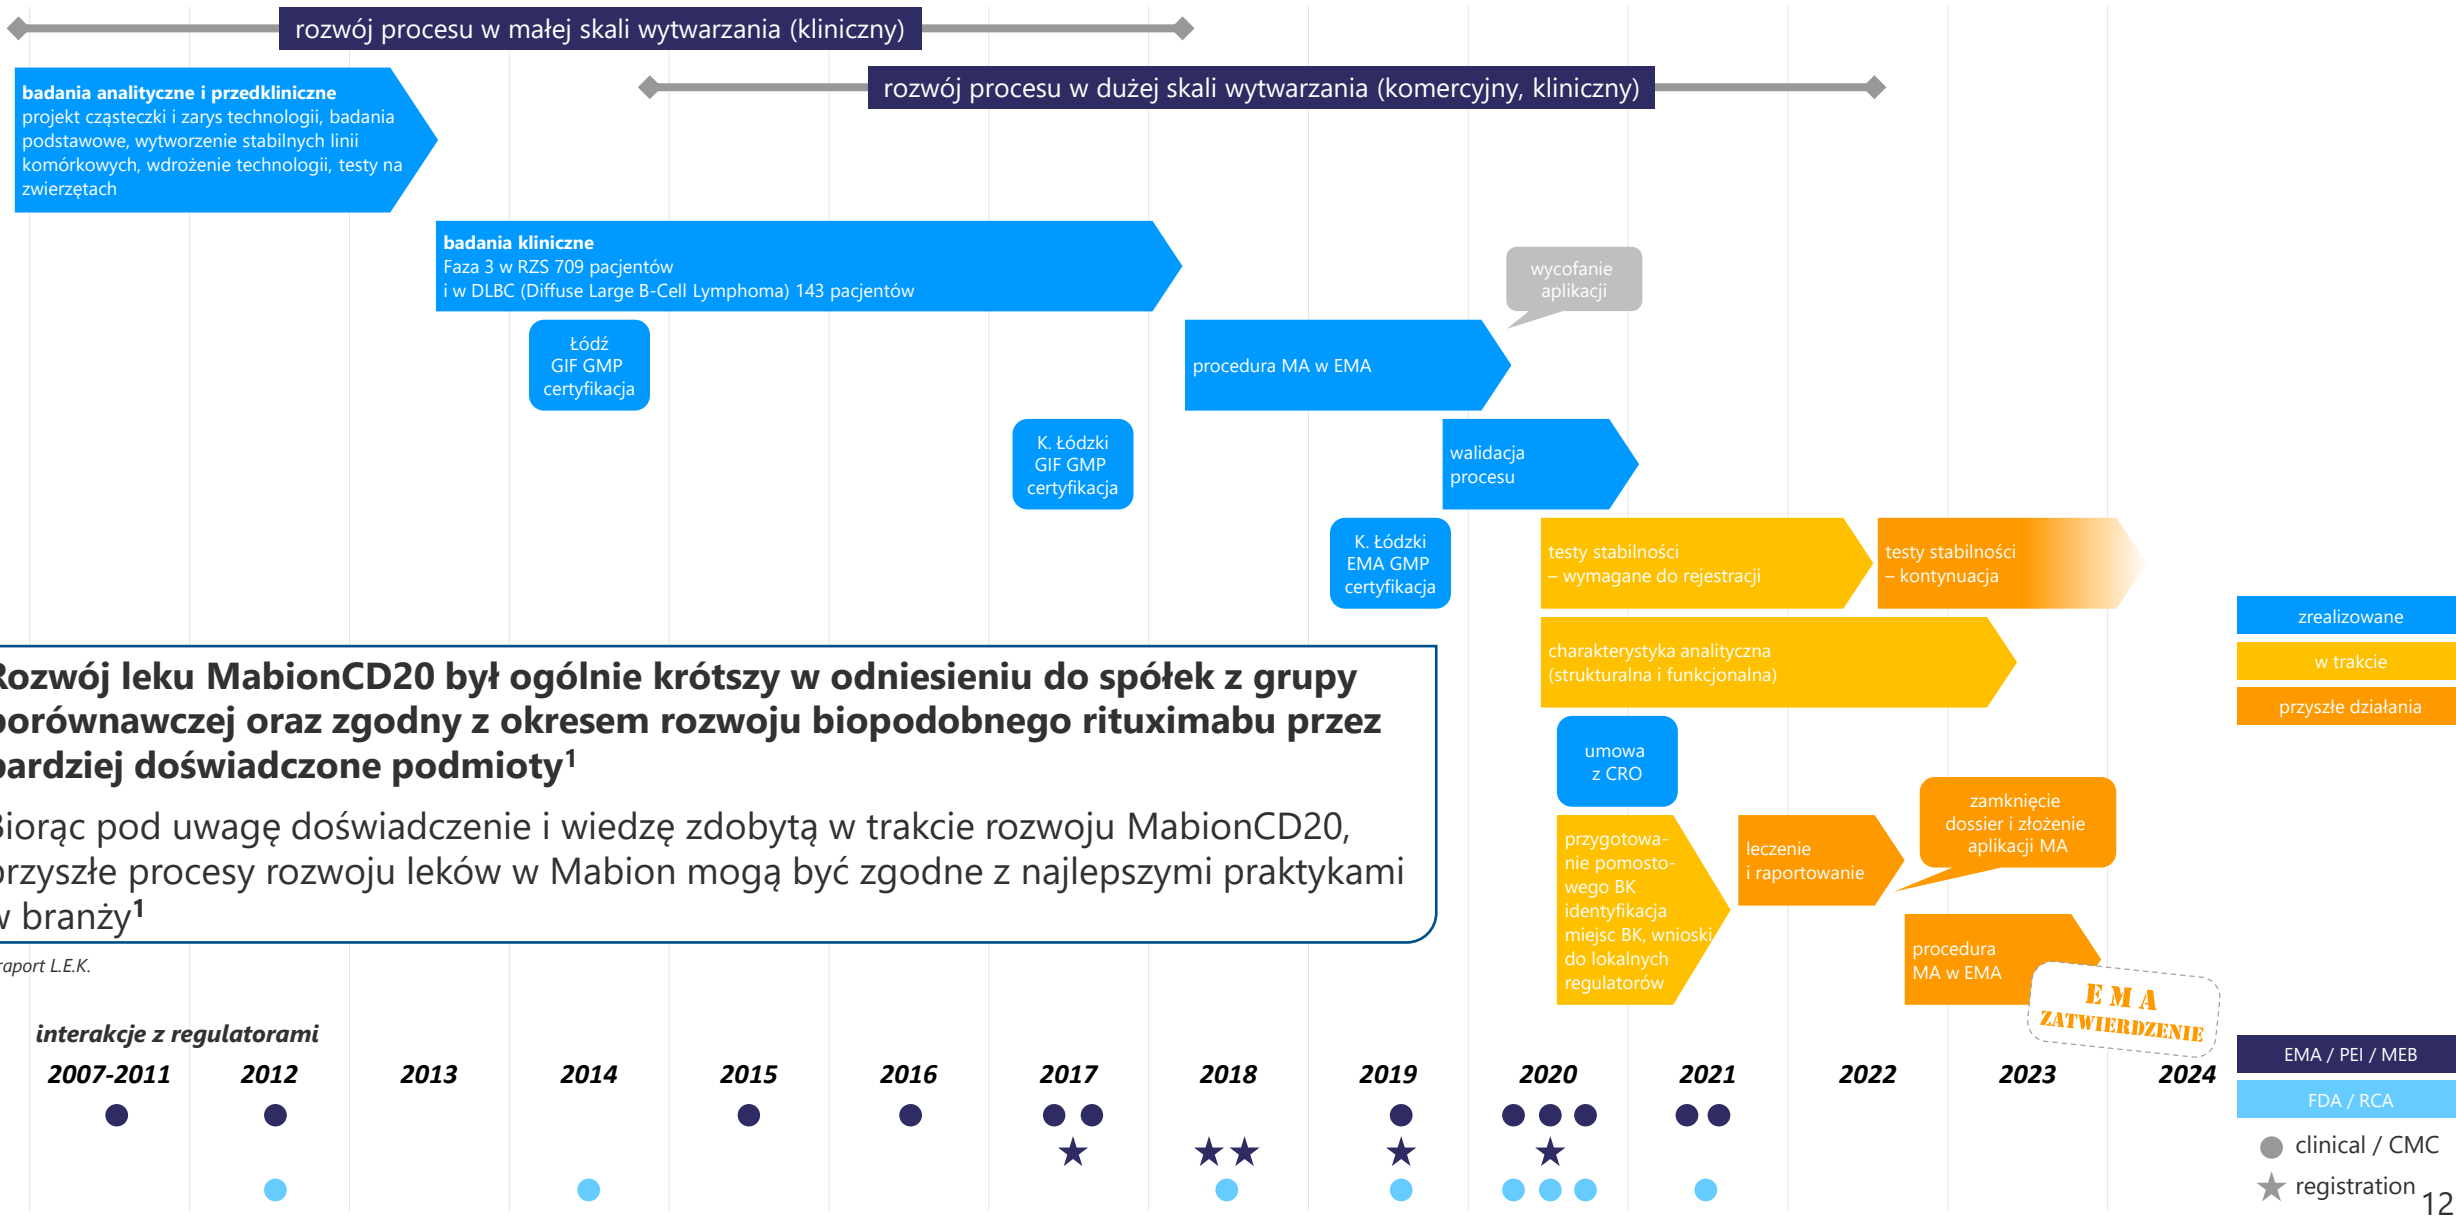 rozwój procesu w małej skali wytwarzania (kliniczny)
rozwój procesu w dużej skali wytwarzania (komercyjny, kliniczny)
badania analityczne i przedkliniczne
projekt cząsteczki i zarys technologii, badania
podstawowe, wytworzenie stabilnych linii
komórkowych, wdrożenie technologii, testy na
zwierzętach
badania kliniczne
Faza 3 w RZS 709 pacjentów
i w DLBC (Diffuse Large B-Cell Lymphoma) 143 pacjentów
wycofanie
aplikacji
Łódź
GIF GMP
certyfikacja
procedura MA w EMA
K. Łódzki
GIF GMP
certyfikacja
walidacja
procesu
K. Łódzki
EMA GMP
certyfikacja
testy stabilności
– wymagane do rejestracji
testy stabilności
– kontynuacja
charakterystyka analityczna
(strukturalna i funkcjonalna)
umowa
z CRO
przygotowa-
nie pomosto-
wego BK
identyfikacja
miejsc BK, wnioski
do lokalnych
regulatorów
leczenie
i raportowanie
zamknięcie
dossier i złożenie
aplikacji MA
procedura
MA w EMA
EMA
ZATWIERDZENIE
zrealizowane
w trakcie
przyszłe działania
Rozwój leku MabionCD20 był ogólnie krótszy w odniesieniu do spółek z grupy
porównawczej oraz zgodny z okresem rozwoju biopodobnego rituximabu przez
bardziej doświadczone podmioty¹
Biorąc pod uwagę doświadczenie i wiedzę zdobytą w trakcie rozwoju MabionCD20,
przyszłe procesy rozwoju leków w Mabion mogą być zgodne z najlepszymi praktykami
w branży¹
raport L.E.K.
interakcje z regulatorami
2007-2011 2012 2013 2014 2015 2016 2017 2018 2019 2020 2021 2022 2023 2024
EMA / PEI / MEB
FDA / RCA
clinical / CMC
registration
12